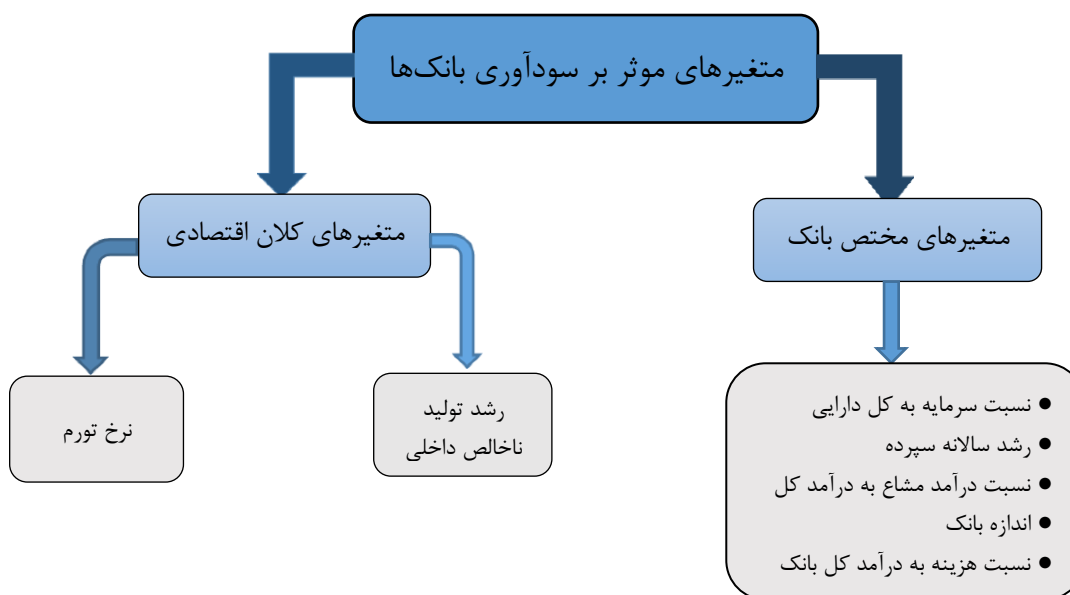 متغیرهای موثر بر سودآوری بانک‌ها
متغیرهای مختص بانک
متغیرهای کلان اقتصادی
● نسبت سرمایه به کل دارایی
● رشد سالانه سپرده
● نسبت درآمد مشاع به درآمد کل
● اندازه بانک
● نسبت هزینه به درآمد کل بانک
رشد تولید
ناخالص داخلی
نرخ تورم